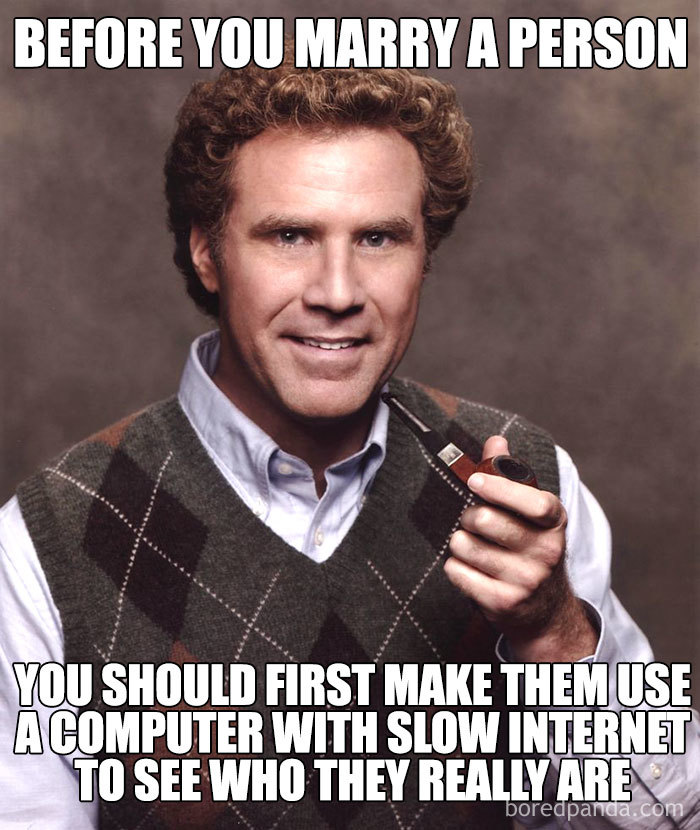 BEFORE YOU MARRY A PERSON
YOU SHOULD FIRST MAKE THEM USE
A COMPUTER WITH SLOW INTERNET
TO SEE WHO THEY REALLY ARE
boredpanda.com